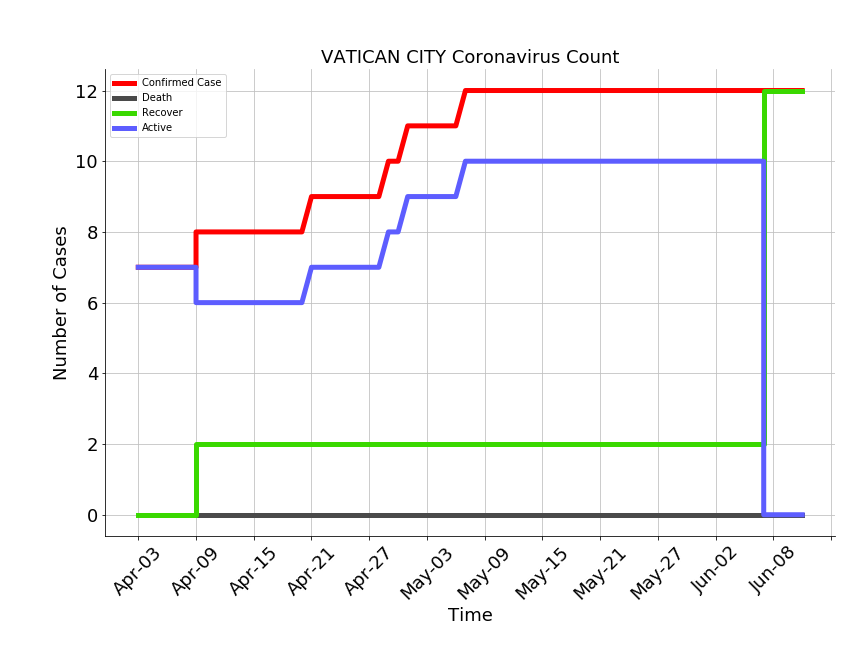 VATICAN CITY Coronavirus Count
Confirmed Case
Death
Recover
Active
Number of Cases
12
10
8
6
4
2
0
Apr-03
Apr-09
Apr-15
Apr-21
Apr-27
May-03
May-09
May-15
May-21
May-27
Jun-02
Jun-08
Time